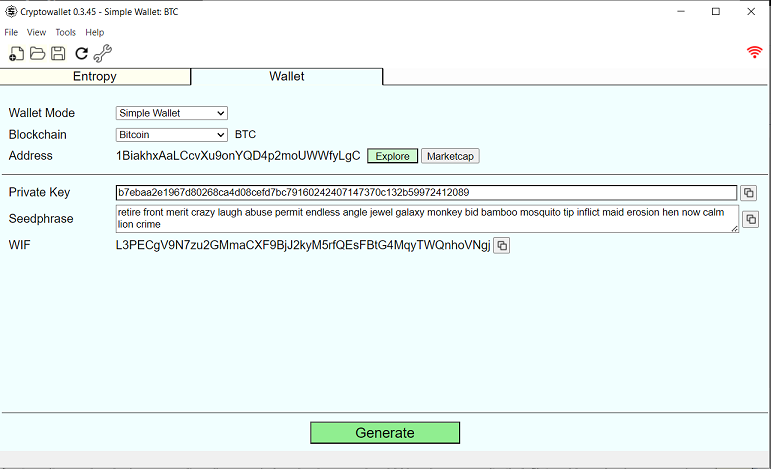 Cryptowallet 0.3.45 - Simple Wallet: BTC
File View Tools Help
Entropy Wallet
Wallet Mode Simple Wallet
Blockchain Bitcoin BTC
Address 1BiakhxAaLCcvXu9onYQD4p2moUWWfyLgC Explore Marketcap
Private Key b7ebaa2e1967d80268ca4d08cefd7bc79160242407147370c132b59972412089
Seedphrase retire front merit crazy laugh abuse permit endless angle jewel galaxy monkey bid bamboo mosquito tip inflict maid erosion hen now calm
lion crime
WIF L3PECgV9N7zu2GMmaCXF9BjJ2kyM5rfQEsFBtG4MqyTWQnhoVNgj
Generate